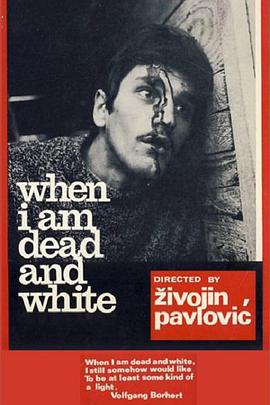 when
i am
dead
and
white
DIRECTED BY
živojin
pavlović
When I am dead and white,
I still somehow would like
To be at least some kind of
a light.
Volfgang Borhert